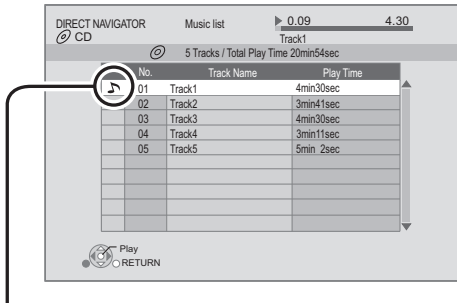 DIRECT NAVIGATOR Music list 0.09 4.30
CD Track1
5 Tracks / Total Play Time 20min54sec
No. Track Name Play Time
01 Track1 4min30sec
02 Track2 3min41sec
03 Track3 4min30sec
04 Track4 3min11sec
05 Track5 5min 2sec
Play
RETURN